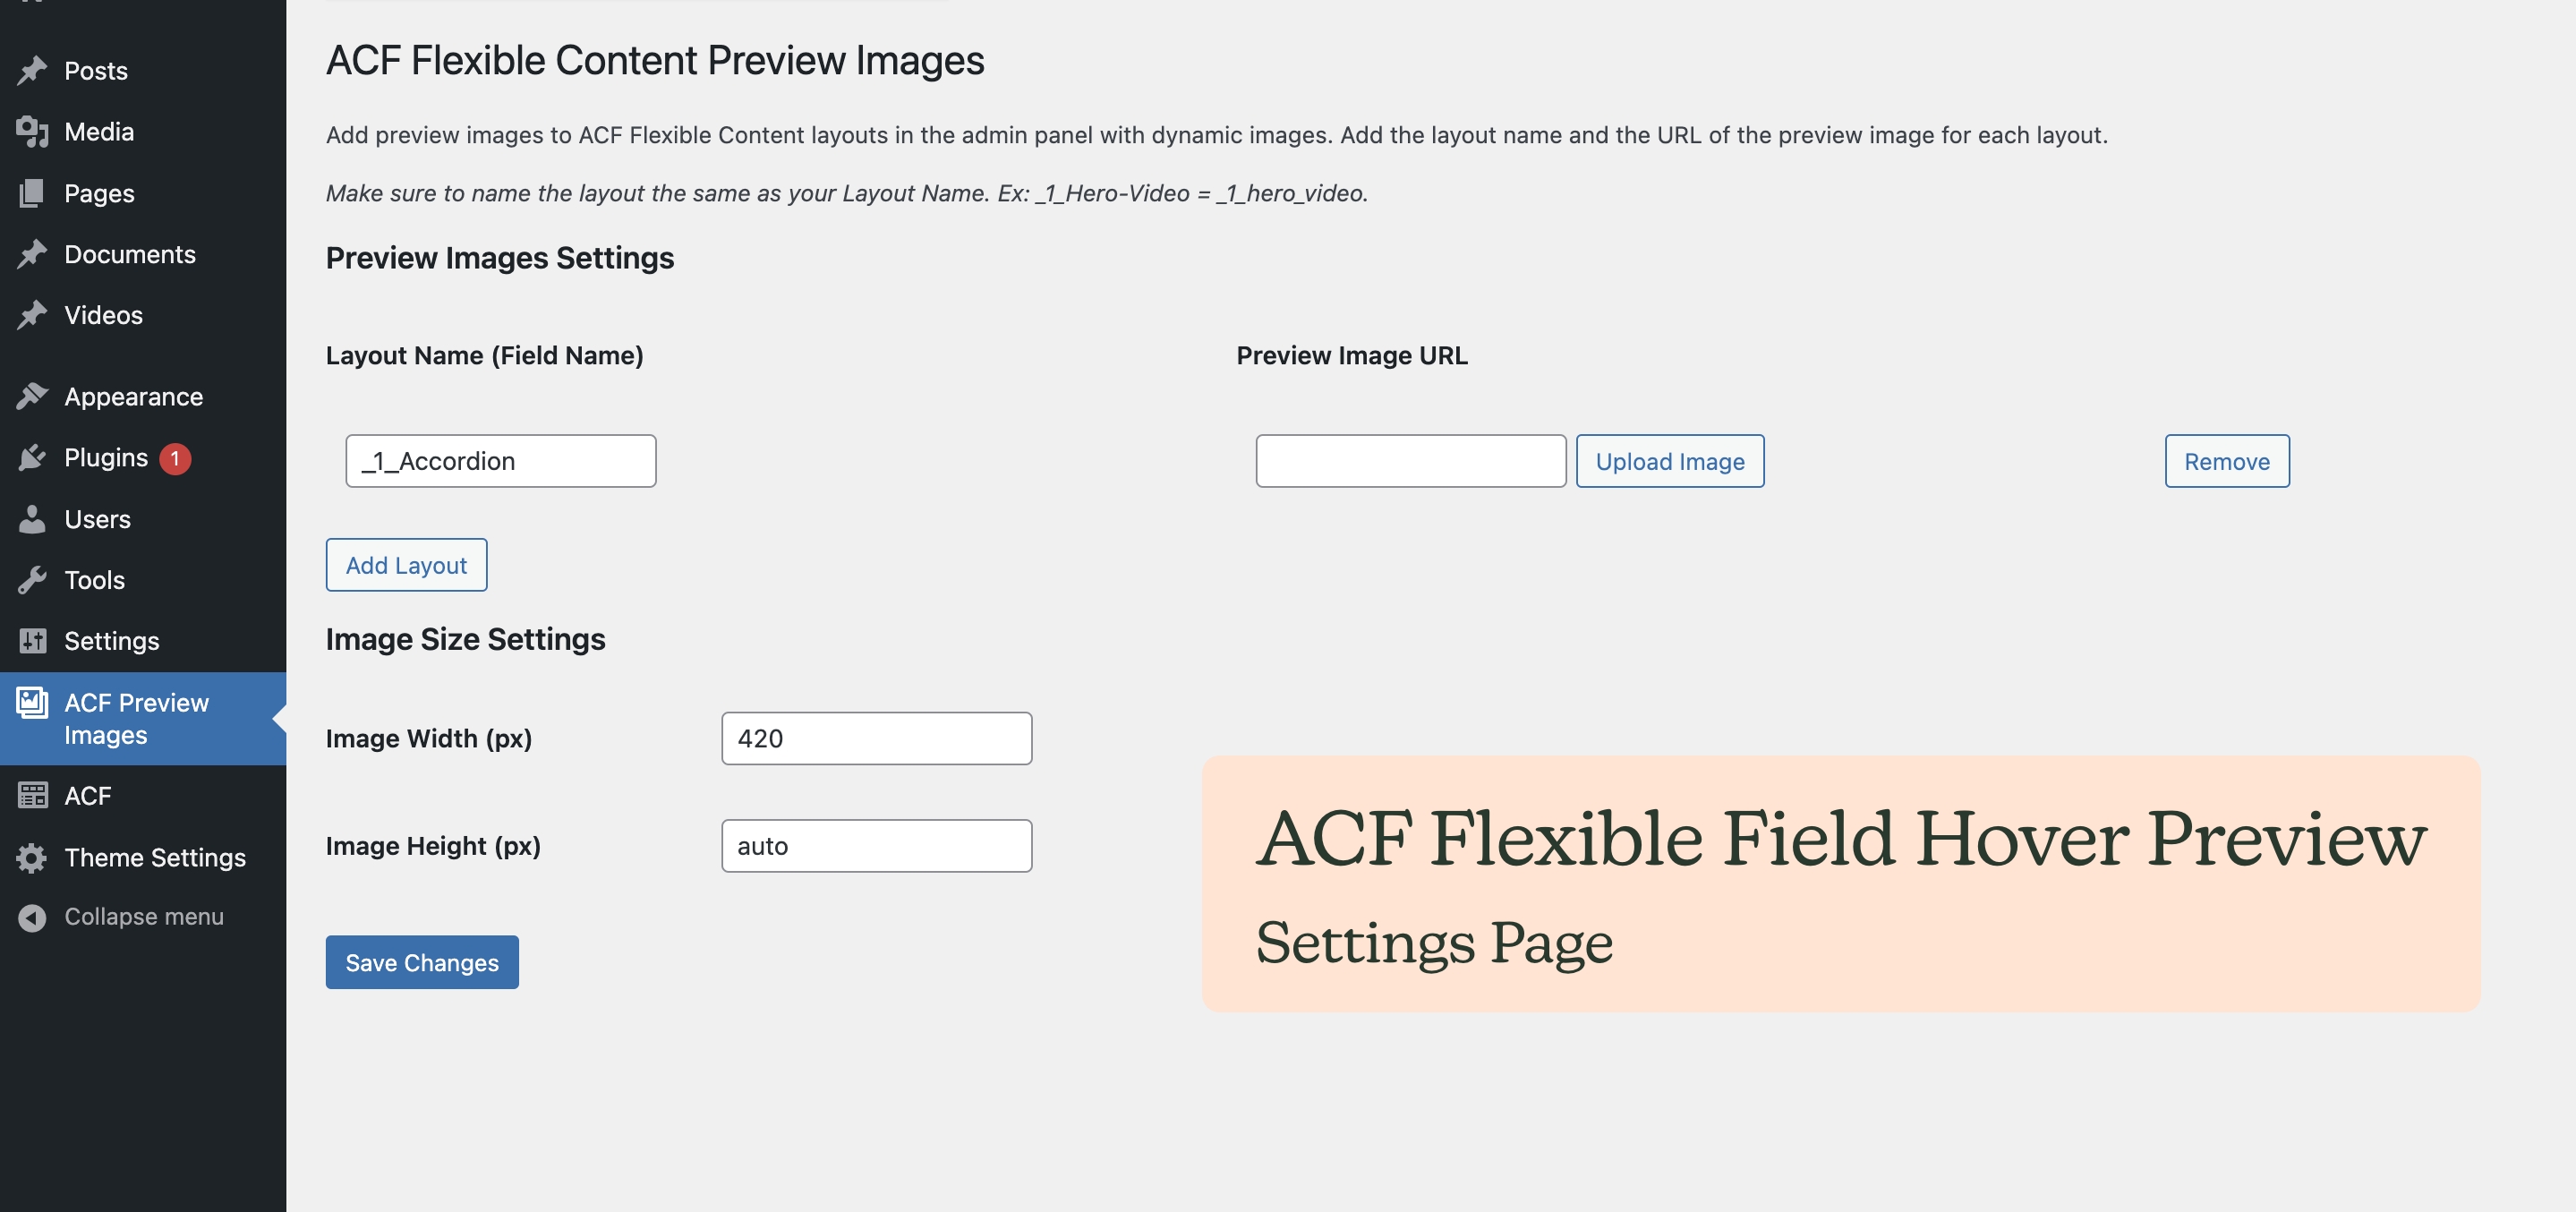 Posts
Media
Pages
Documents
Videos
Appearance
Plugins 1
Users
Tools
Settings
ACF Preview
Images
ACF
Theme Settings
Collapse menu
ACF Flexible Content Preview Images
Add preview images to ACF Flexible Content layouts in the admin panel with dynamic images. Add the layout name and the URL of the preview image for each layout.
Make sure to name the layout the same as your Layout Name. Ex: _1_Hero-Video = _1_hero_video.
Preview Images Settings
Layout Name (Field Name) Preview Image URL
_1_Accordion Upload Image Remove
Add Layout
Image Size Settings
Image Width (px) 420
Image Height (px) auto
Save Changes
ACF Flexible Field Hover Preview
Settings Page